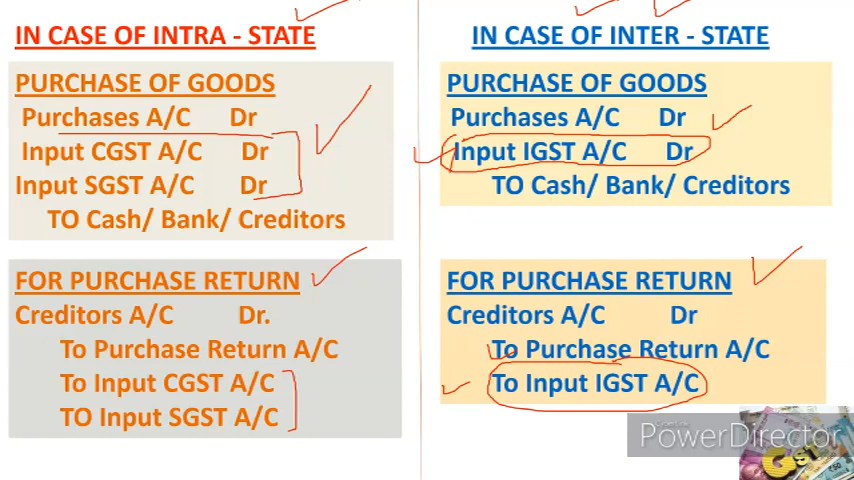 IN CASE OF INTRA - STATE
PURCHASE OF GOODS
Purchases A/C Dr
Input CGST A/C Dr
Input SGST A/C Dr
TO Cash/ Bank/ Creditors
FOR PURCHASE RETURN
Creditors A/C Dr.
To Purchase Return A/C
To Input CGST A/C
TO Input SGST A/C
IN CASE OF INTER - STATE
PURCHASE OF GOODS
Purchases A/C Dr
Input IGST A/C Dr
TO Cash/ Bank/ Creditors
FOR PURCHASE RETURN
Creditors A/C Dr
To Purchase Return A/C
To Input IGST A/C
CyberLink
PowerDirector
GST